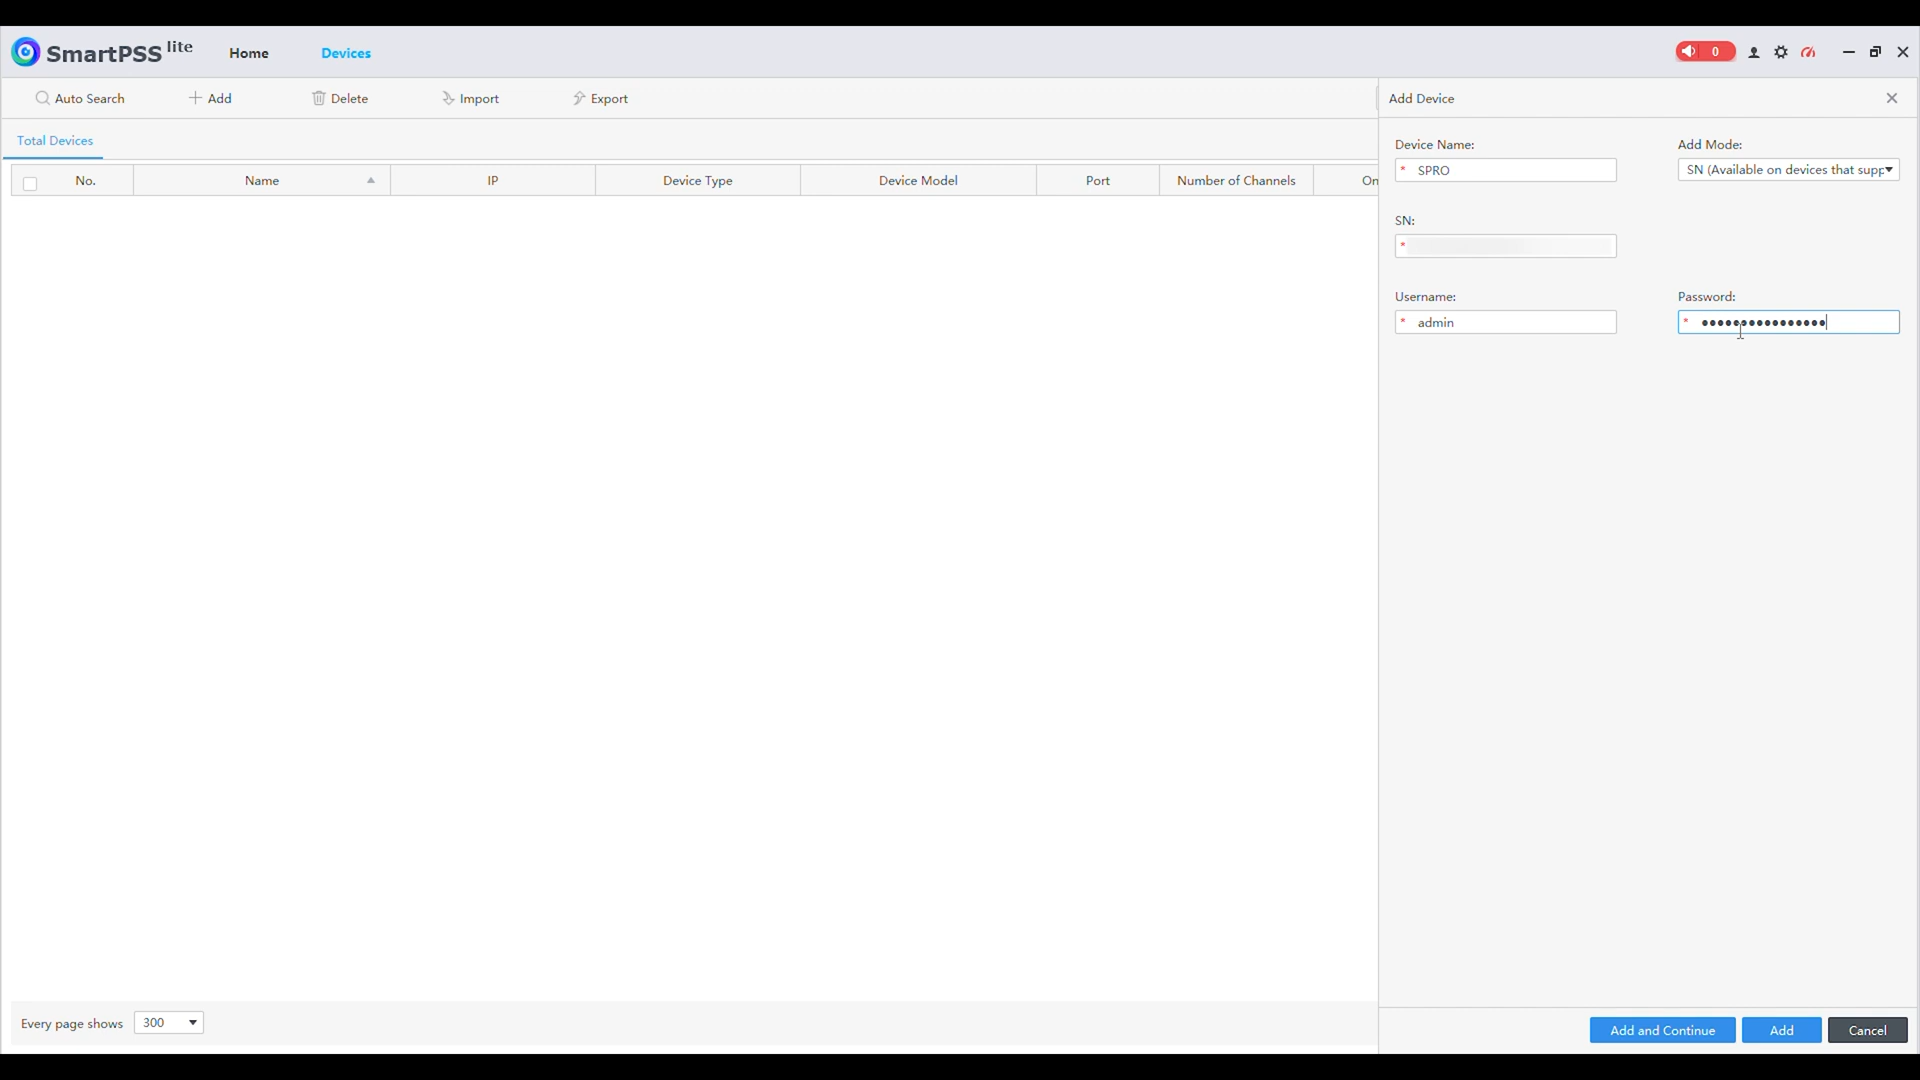 SmartPSS lite Home Devices 0
Auto Search Add Delete Import Export Add Device
Total Devices
Device Name: Add Mode:
* SPRO SN (Available on devices that supp
No. Name IP Device Type Device Model Port Number of Channels On
SN:
*
Username: Password:
* admin * ••••••••••••••••
Every page shows 300
Add and Continue Add Cancel